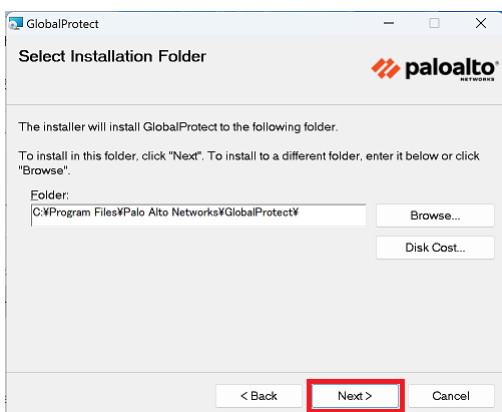 GlobalProtect
Select Installation Folder
paloalto
NETWORKS
The installer will install GlobalProtect to the following folder.
To install in this folder, click "Next". To install to a different folder, enter it below or click
"Browse".
Folder:
C:¥Program Files¥Palo Alto Networks¥GlobalProtect¥
Browse...
Disk Cost...
< Back
Next >
Cancel